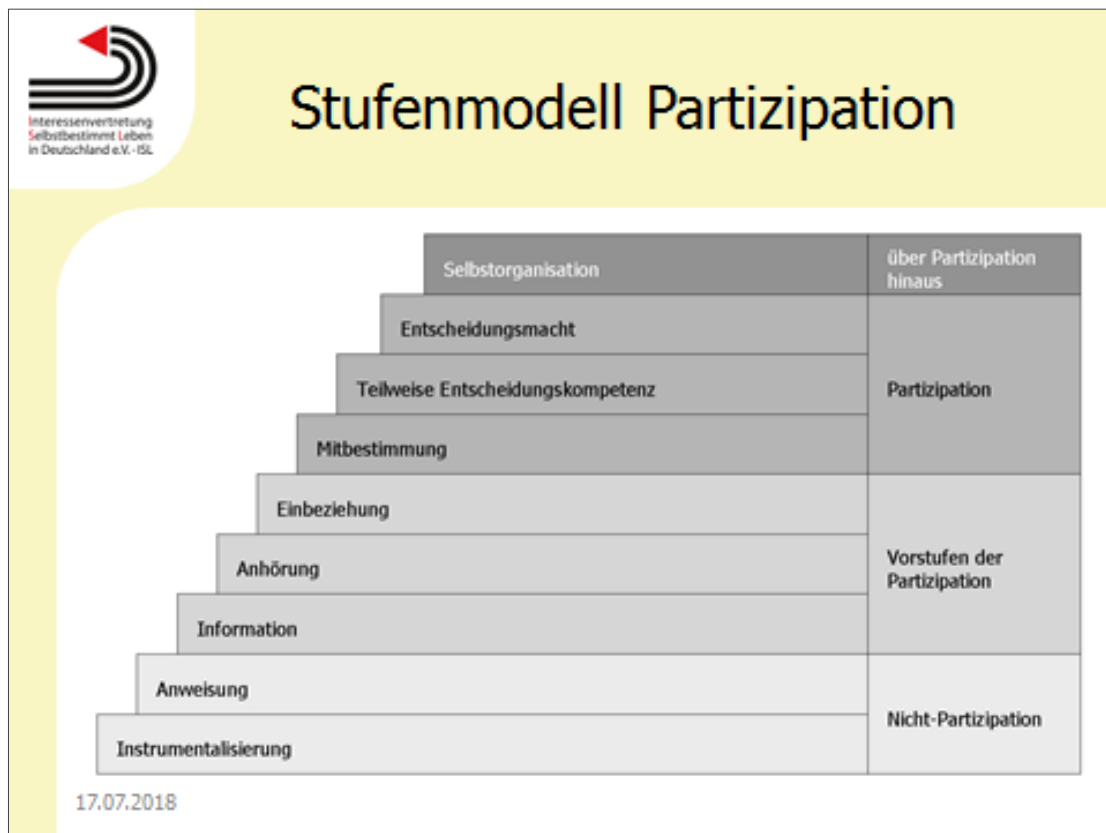 Interessenvertretung
Selbstbestimmt Leben
in Deutschland e.V. - ISL
Stufenmodell Partizipation
Selbstorganisation
über Partizipation
hinaus
Entscheidungsmacht
Teilweise Entscheidungskompetenz
Partizipation
Mitbestimmung
Einbeziehung
Anhörung
Vorstufen der
Partizipation
Information
Anweisung
Nicht-Partizipation
Instrumentalisierung
17.07.2018